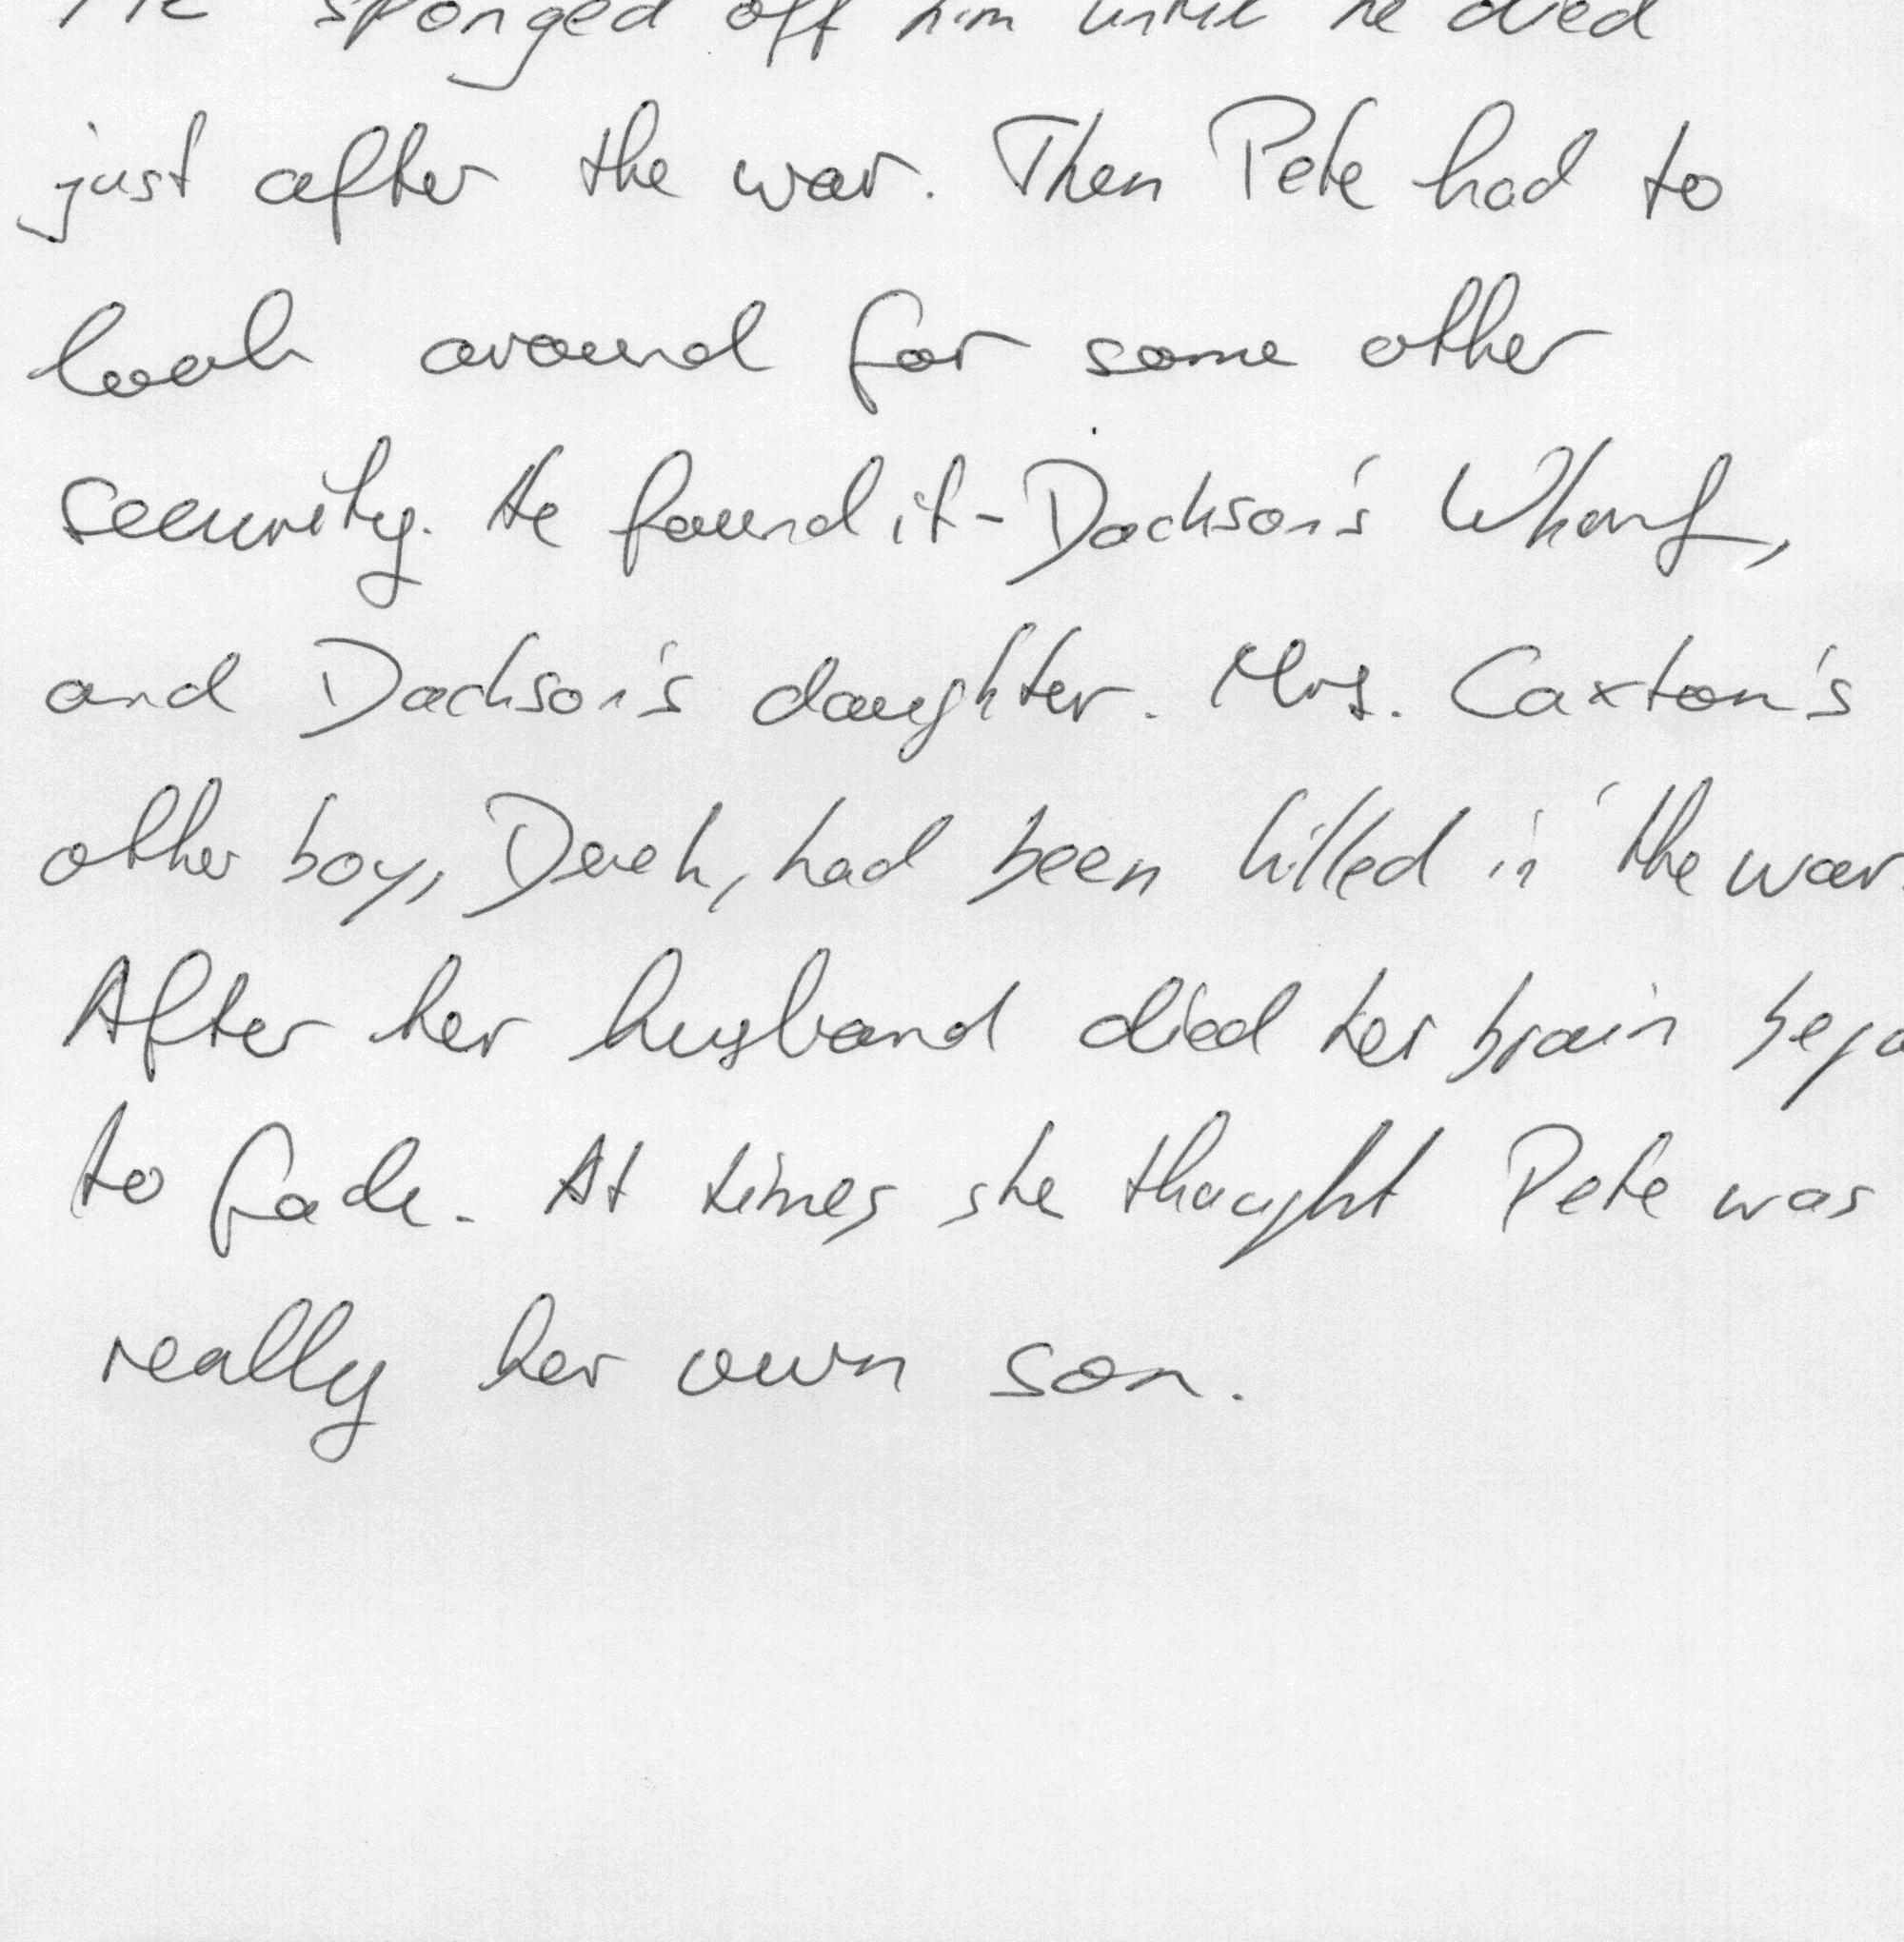 He sponged off him until he died
just after the war. Then Pete had to
look around for some other
security. He found it - Dackson's Wharf,
and Dackson's daughter. Mrs. Caxton's
other boy, Derek, had been killed in the war.
After her husband died her brain bega
to fade. At times she thought Pete was
really her own son.